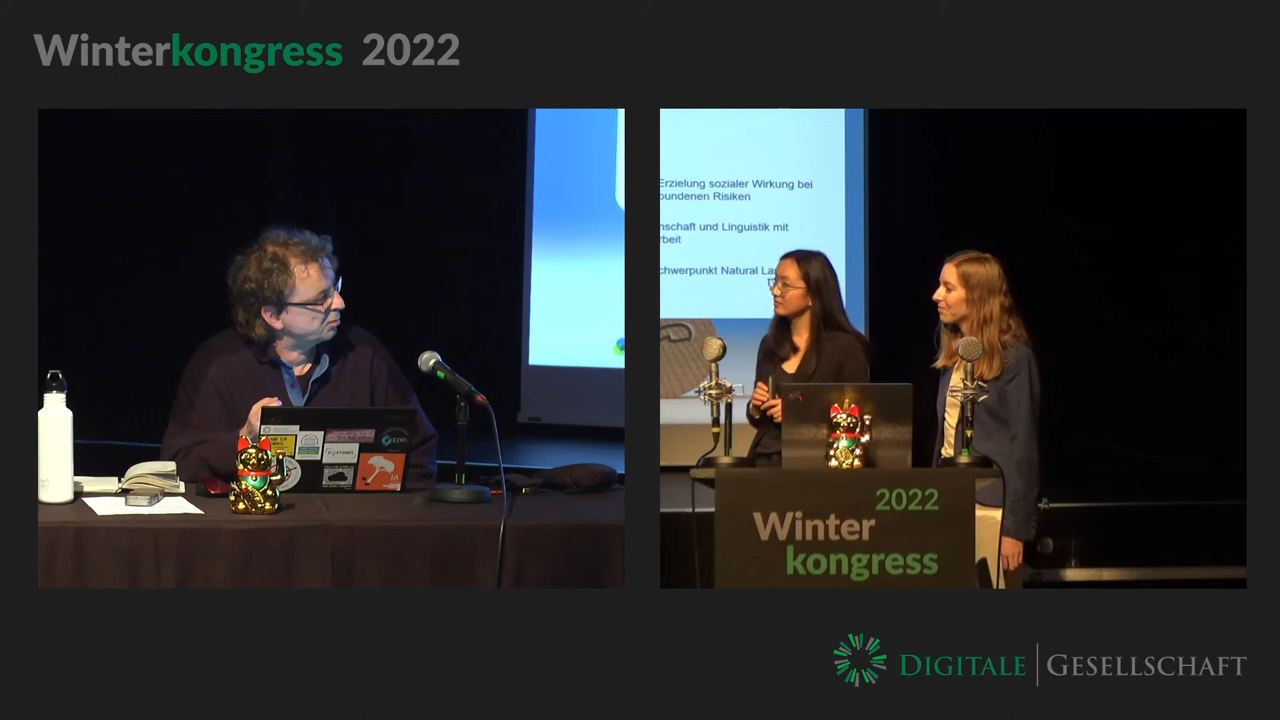 Winterkongress 2022
Erzielung sozialer Wirkung bei
bundenen Risiken
nschaft und Linguistik mit
rbeit
chwerpunkt Natural La
EDRi
2022
Winter
kongress
DIGITALE GESELLSCHAFT